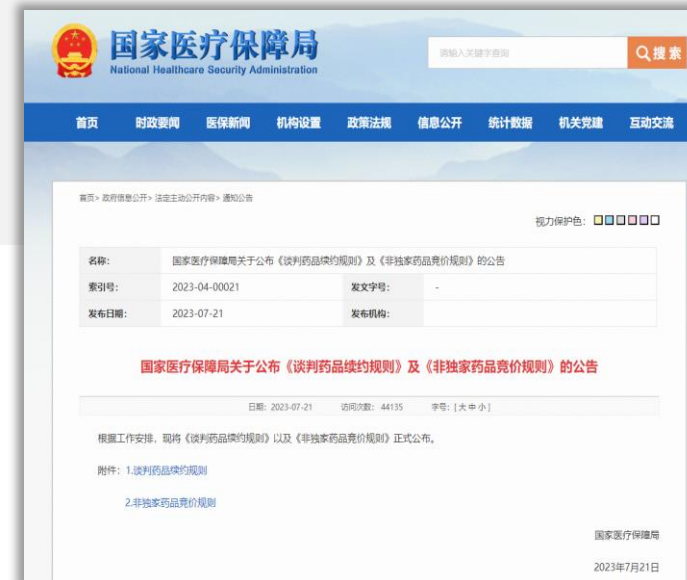 国家医疗保障局
National Healthcare Security Administration
请输入关键字查询
搜索
首页 时政要闻 医保新闻 机构设置 政策法规 信息公开 统计数据 机关党建 互动交流
首页> 政府信息公开> 法定主动公开内容> 通知公告
视力保护色：
名称： 国家医疗保障局关于公布《谈判药品续约规则》及《非独家药品竞价规则》的公告
索引号： 2023-04-00021 发文字号： -
发布日期： 2023-07-21 发布机构：
国家医疗保障局关于公布《谈判药品续约规则》及《非独家药品竞价规则》的公告
日期：2023-07-21 访问次数：44135 字号：[ 大 中 小 ]
根据工作安排，现将《谈判药品续约规则》以及《非独家药品竞价规则》正式公布。
附件：1.谈判药品续约规则
2.非独家药品竞价规则
国家医疗保障局
2023年7月21日